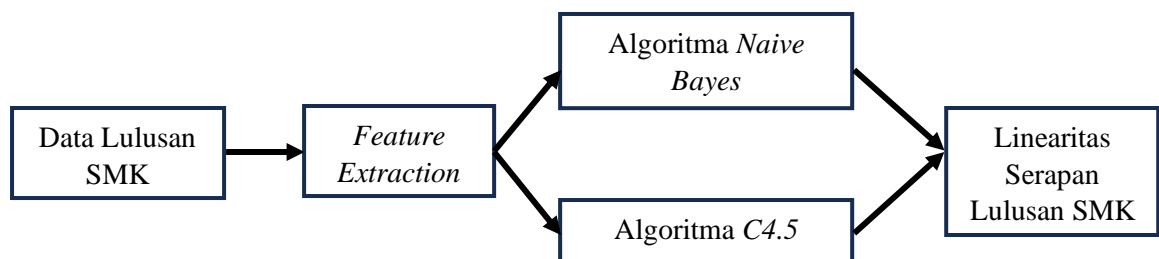 Data Lulusan
SMK
Feature
Extraction
Algoritma Naive
Bayes
Algoritma C4.5
Linearitas
Serapan
Lulusan SMK